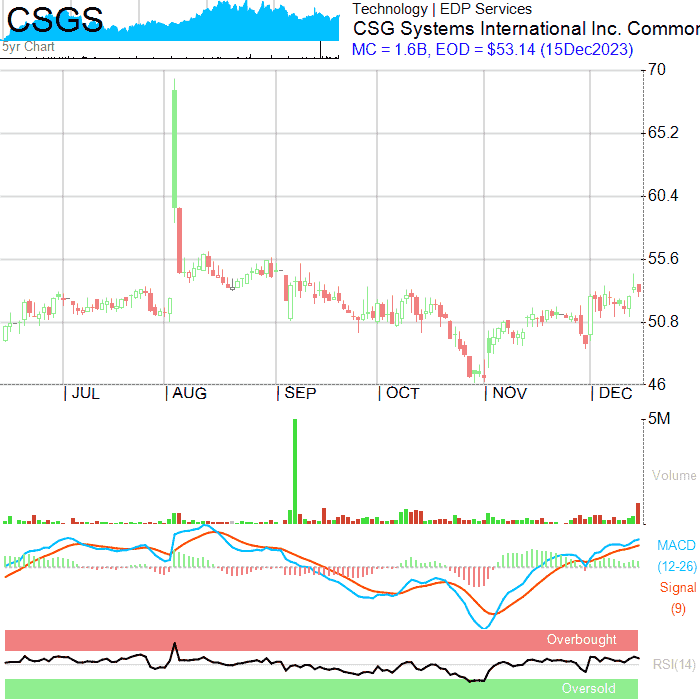 CSGS
5yr Chart
Technology | EDP Services
CSG Systems International Inc. Common
MC = 1.6B, EOD = $53.14 (15Dec2023)
70
65.2
60.4
55.6
50.8
46
| JUL
| AUG
| SEP
| OCT
| NOV
| DEC
5M
Volume
MACD
(12-26)
Signal
(9)
Overbought
RSI(14)
Oversold